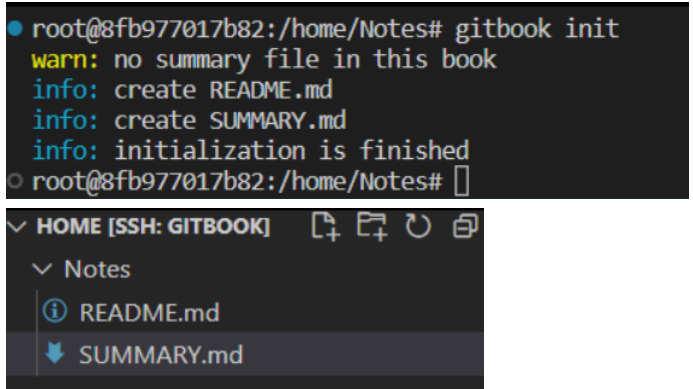 root@8fb977017b82:/home/Notes# gitbook init
warn: no summary file in this book
info: create README.md
info: create SUMMARY.md
info: initialization is finished
root@8fb977017b82:/home/Notes#
HOME [SSH: GITBOOK]
Notes
README.md
SUMMARY.md